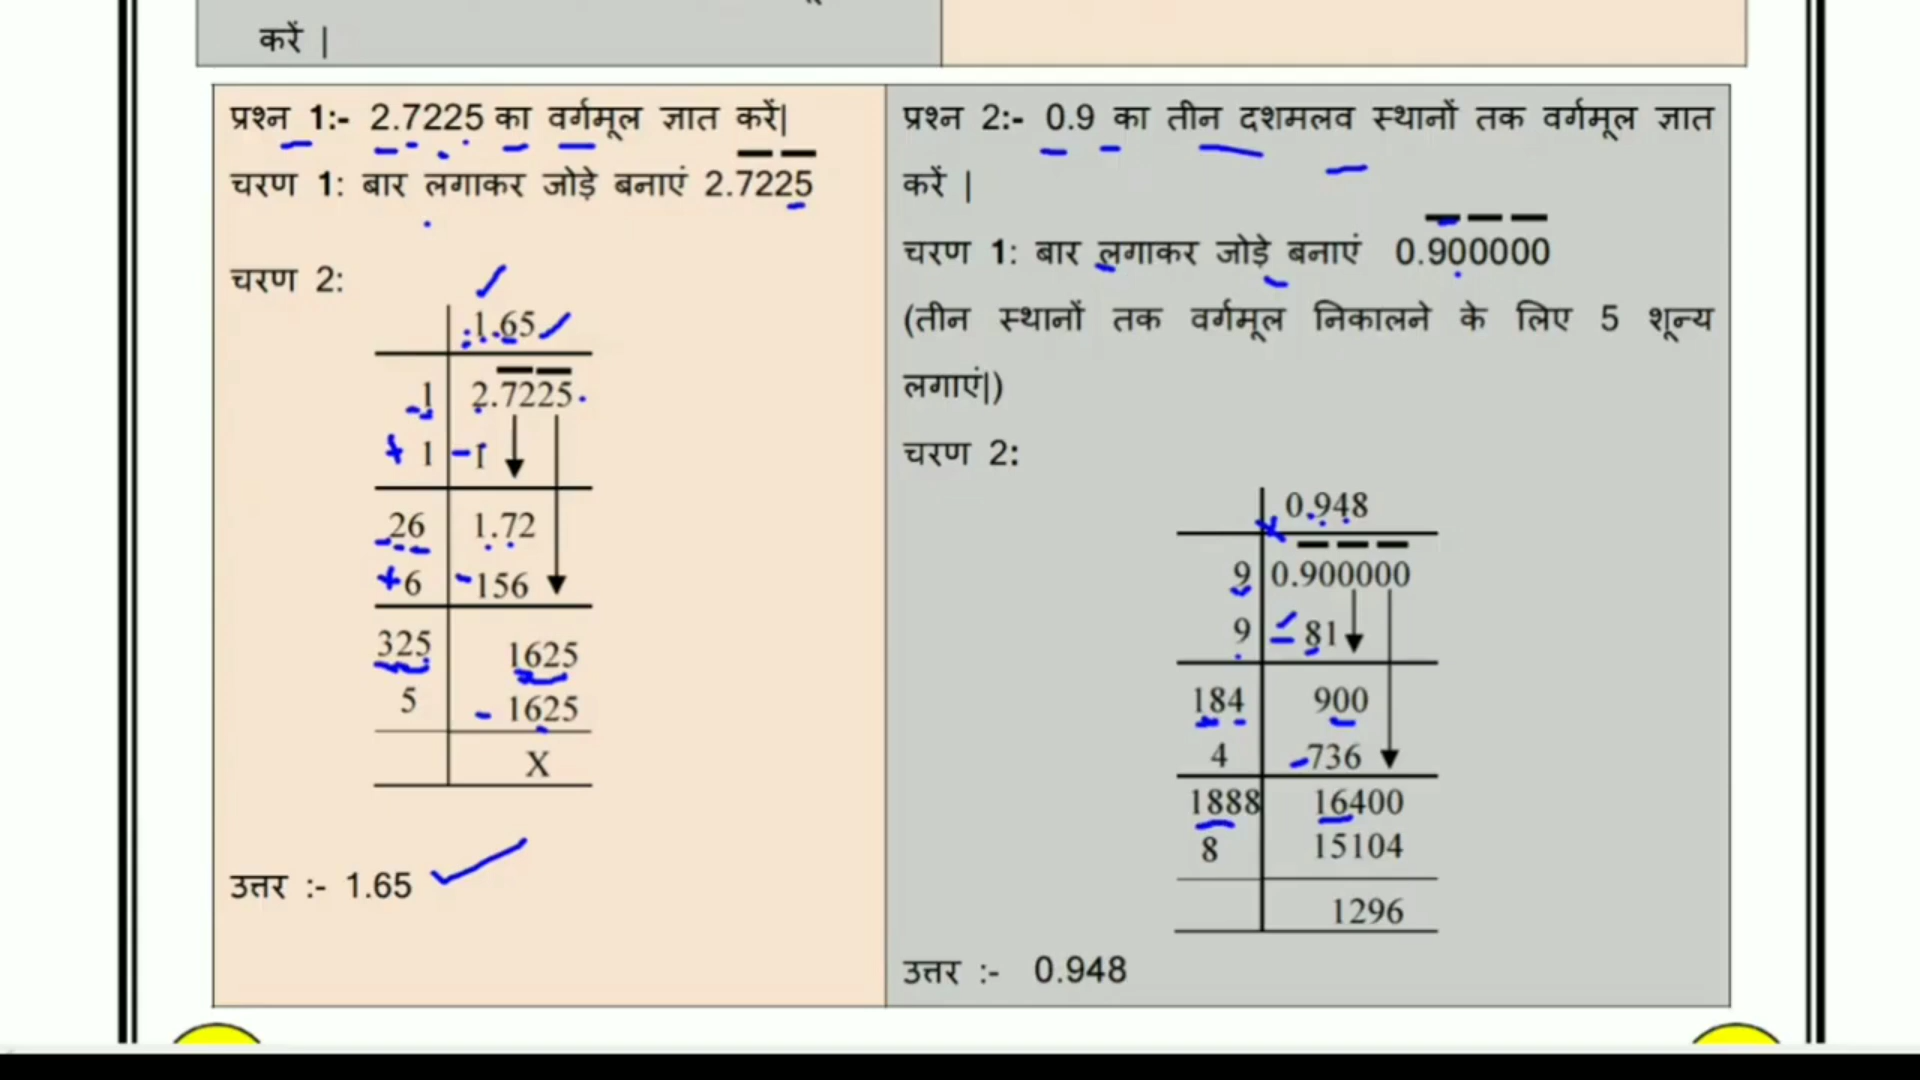 करें |
प्रश्न 1:- 2.7225 का वर्गमूल ज्ञात करें|
चरण 1: बार लगाकर जोड़े बनाएं 2.7225
चरण 2:
1.65
1 2.7225
1 1
26 1.72
6 156
325 1625
5 1625
X
उत्तर :- 1.65
प्रश्न 2:- 0.9 का तीन दशमलव स्थानों तक वर्गमूल ज्ञात
करें |
चरण 1: बार लगाकर जोड़े बनाएं 0.900000
(तीन स्थानों तक वर्गमूल निकालने के लिए 5 शून्य
लगाएं|)
चरण 2:
0.948
9 0.900000
9 81
184 900
4 736
1888 16400
8 15104
1296
उत्तर :- 0.948